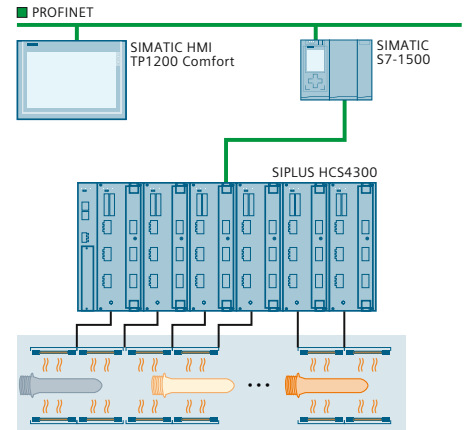 PROFINET
SIMATIC HMI
TP1200 Comfort
SIMATIC
S7-1500
SIPLUS HCS4300